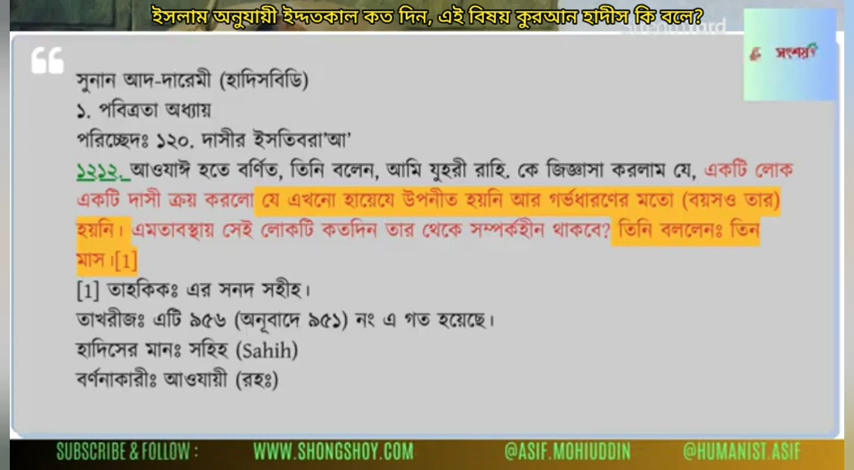 ইসলাম অনুযায়ী ইদ্দতকাল কত দিন, এই বিষয় কুরআন হাদীস কি বলে?
সংশয়
সুনান আদ-দারেমী (হাদিসবিডি)
১. পবিত্রতা অধ্যায়
পরিচ্ছেদঃ ১২০. দাসীর ইসতিবরা'আ'
১২১২. আওযাঈ হতে বর্ণিত, তিনি বলেন, আমি যুহরী রাহি. কে জিজ্ঞাসা করলাম যে, একটি লোক
একটি দাসী ক্রয় করলো যে এখনো হায়েযে উপনীত হয়নি আর গর্ভধারণের মতো (বয়সও তার)
হয়নি। এমতাবস্থায় সেই লোকটি কতদিন তার থেকে সম্পর্কহীন থাকবে? তিনি বললেনঃ তিন
মাস।[1]
[1] তাহকিকঃ এর সনদ সহীহ।
তাখরীজঃ এটি ৯৫৬ (অনূবাদে ৯৫১) নং এ গত হয়েছে।
হাদিসের মানঃ সহিহ (Sahih)
বর্ণনাকারীঃ আওযায়ী (রহঃ)
SUBSCRIBE & FOLLOW : WWW.SHONGSHOY.COM @ASIF.MOHIUDDIN @HUMANIST.ASIF